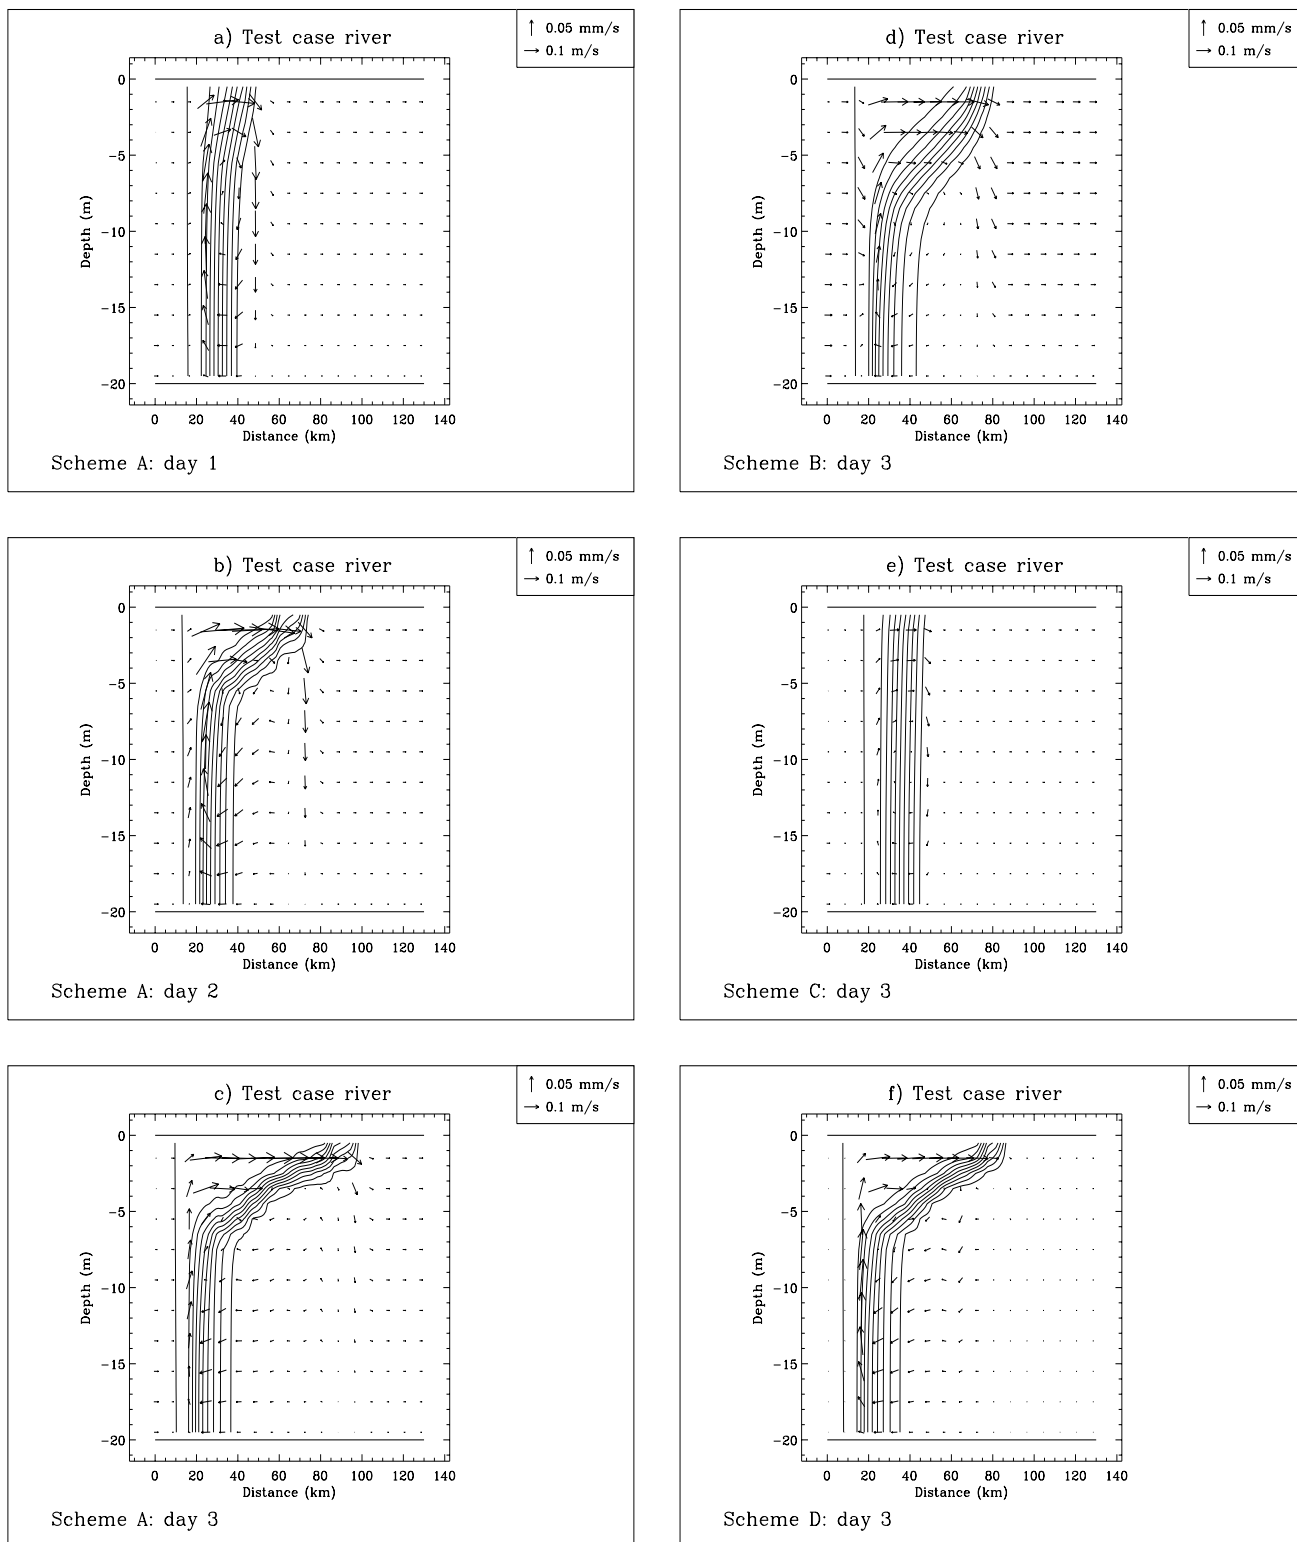 a) Test case river
0.05 mm/s
0.1 m/s
0
−5
−10
−15
−20
Depth (m)
0 20 40 60 80 100 120 140
Distance (km)
Scheme A: day 1
d) Test case river
0.05 mm/s
0.1 m/s
0
−5
−10
−15
−20
Depth (m)
0 20 40 60 80 100 120 140
Distance (km)
Scheme B: day 3
b) Test case river
0.05 mm/s
0.1 m/s
0
−5
−10
−15
−20
Depth (m)
0 20 40 60 80 100 120 140
Distance (km)
Scheme A: day 2
e) Test case river
0.05 mm/s
0.1 m/s
0
−5
−10
−15
−20
Depth (m)
0 20 40 60 80 100 120 140
Distance (km)
Scheme C: day 3
c) Test case river
0.05 mm/s
0.1 m/s
0
−5
−10
−15
−20
Depth (m)
0 20 40 60 80 100 120 140
Distance (km)
Scheme A: day 3
f) Test case river
0.05 mm/s
0.1 m/s
0
−5
−10
−15
−20
Depth (m)
0 20 40 60 80 100 120 140
Distance (km)
Scheme D: day 3